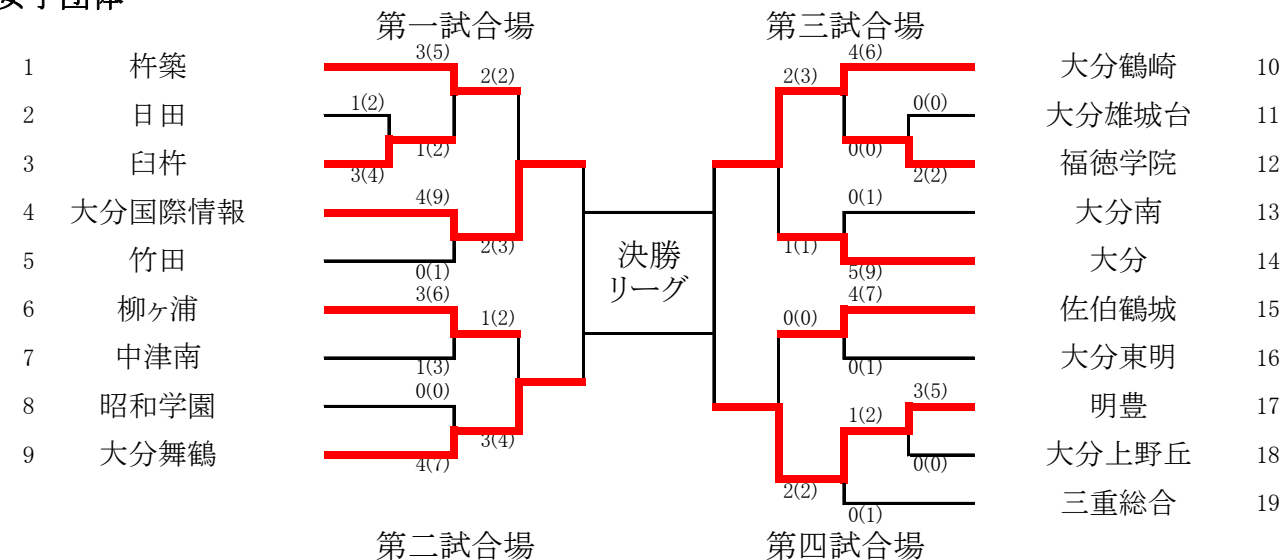 女子団体
第一試合場 第三試合場
3(5) 4(6)
1 杵築 2(2) 2(3) 大分鶴崎 10
2 日田 1(2) 0(0) 大分雄城台 11
1(2) 0(0)
3 臼杵 3(4) 2(2) 福徳学院 12
4 大分国際情報 4(9) 0(1) 大分南 13
2(3) 1(1)
5 竹田 0(1) 5(9) 大分 14
決勝
リーグ
6 柳ヶ浦 3(6) 4(7) 佐伯鶴城 15
1(2) 0(0)
7 中津南 1(3) 0(1) 大分東明 16
8 昭和学園 0(0) 3(5) 明豊 17
3(4) 1(2)
9 大分舞鶴 4(7) 0(0) 大分上野丘 18
2(2) 0(1) 三重総合 19
第二試合場 第四試合場